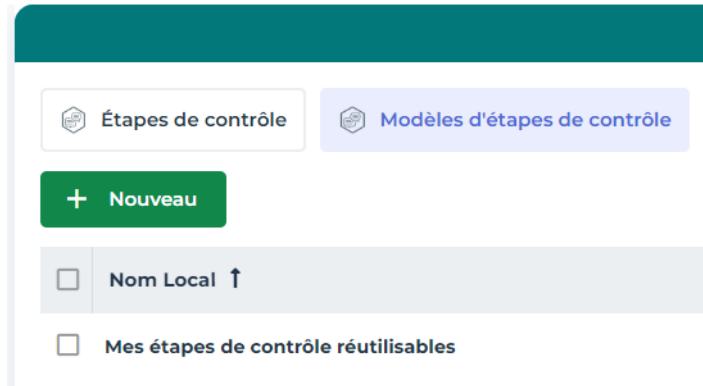 Étapes de contrôle
Modèles d'étapes de contrôle
+ Nouveau
Nom Local ↑
Mes étapes de contrôle réutilisables